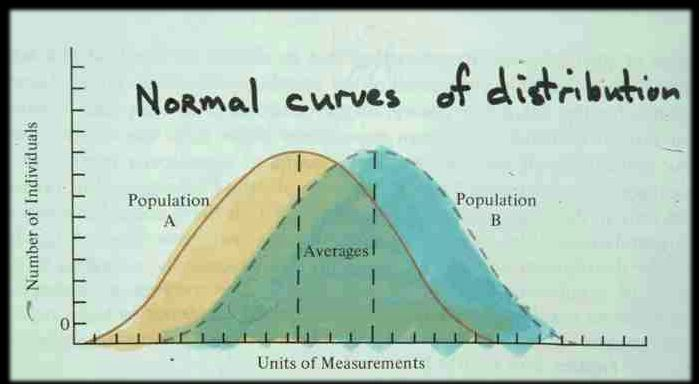 Normal curves of distribution
Number of Individuals
Population
A
Population
B
Averages
0
Units of Measurements